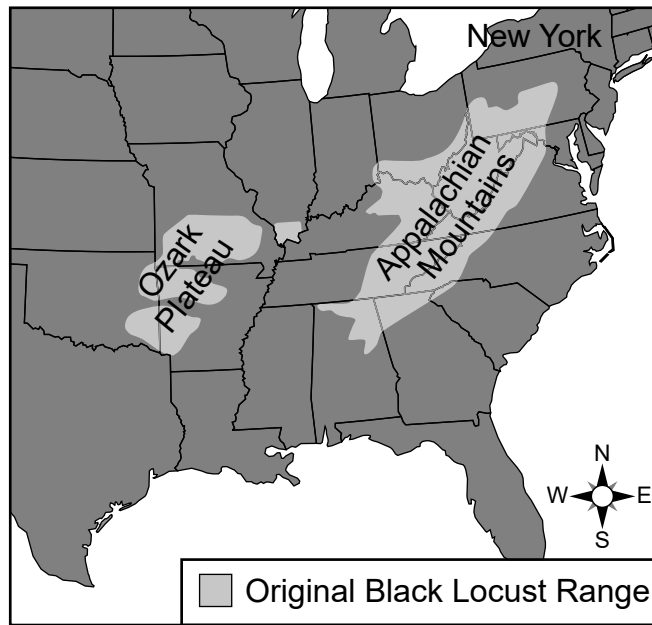 New York
Appalachian
Mountains
Ozark
Plateau
N
W
E
S
Original Black Locust Range